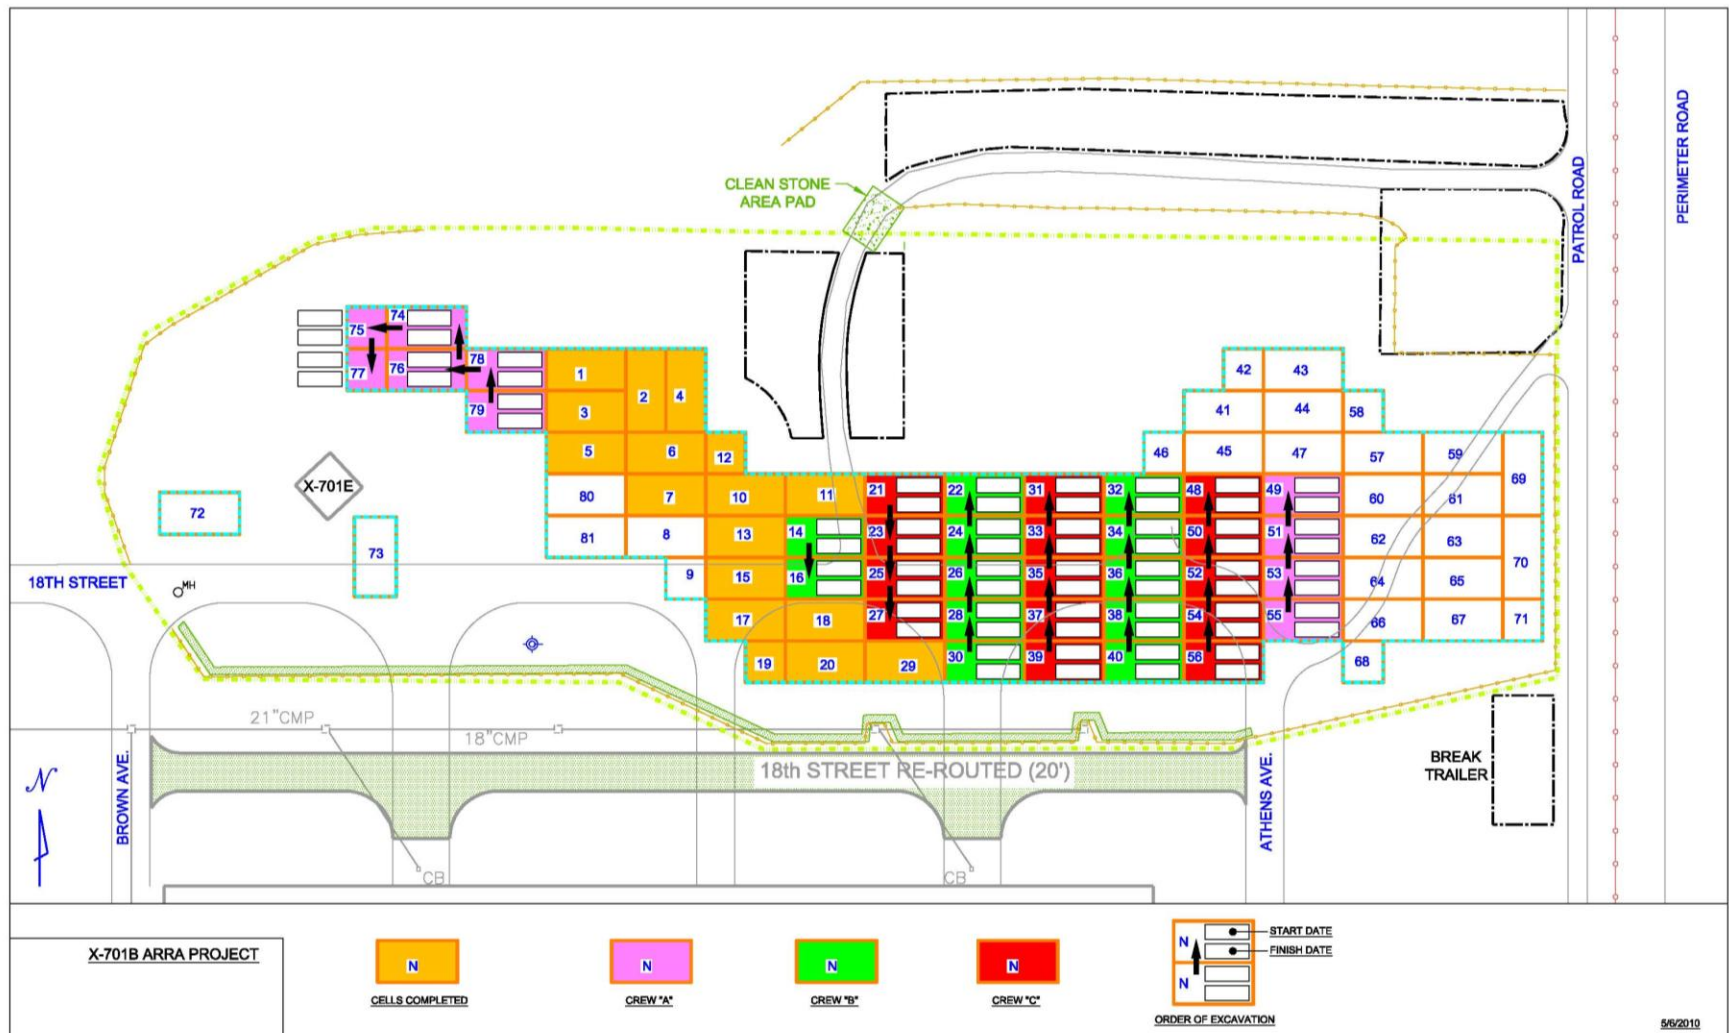 PERIMETER ROAD
PATROL ROAD
CLEAN STONE
AREA PAD
74
75
77
76
78
79
1
2
3
4
5
6
12
42
43
41
44
58
46
45
47
57
59
69
X-701E
80
7
10
11
21
22
31
32
48
49
60
61
72
73
81
8
13
14
23
24
33
34
50
51
62
63
70
9
15
16
25
26
35
36
52
53
64
65
18TH STREET
MH
17
18
27
28
37
38
54
55
66
67
71
19
20
29
30
39
40
56
68
21"CMP
18"CMP
18th STREET RE-ROUTED (20')
BREAK
TRAILER
N
BROWN AVE.
ATHENS AVE.
CB
CB
X-701B ARRA PROJECT
N
CELLS COMPLETED
N
CREW "A"
N
CREW "B"
N
CREW "C"
N
N
START DATE
FINISH DATE
ORDER OF EXCAVATION
5/6/2010